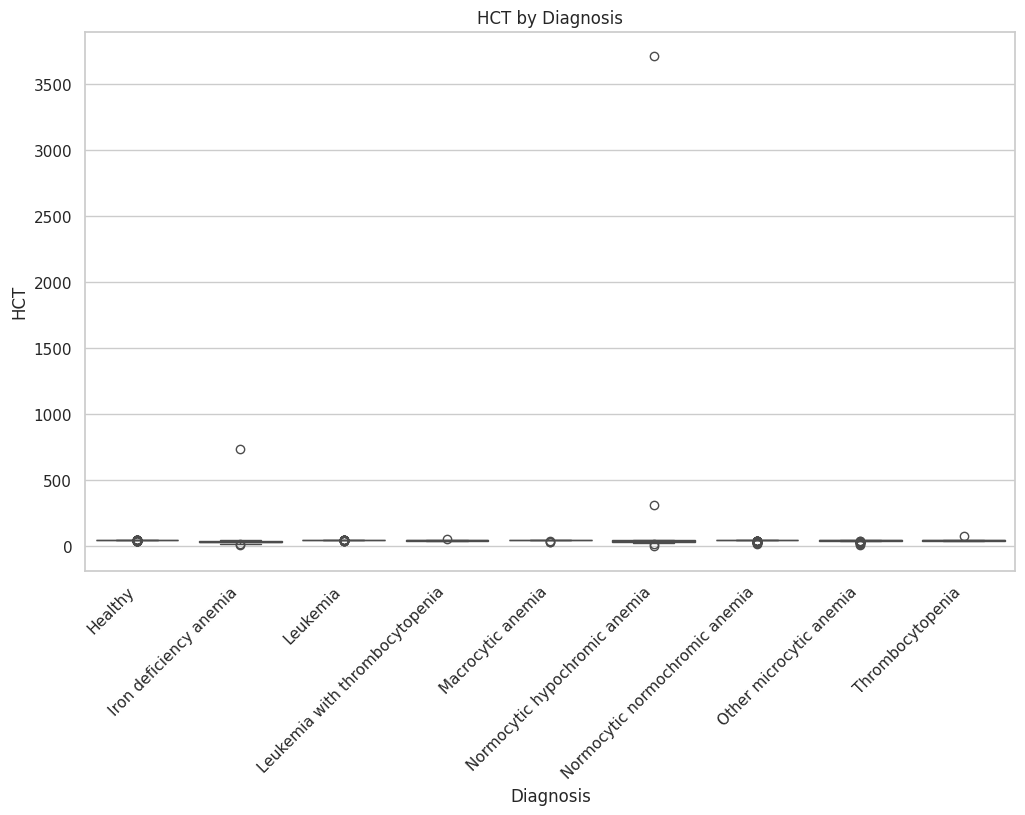 HCT by Diagnosis
HCT
3500
3000
2500
2000
1500
1000
500
0
Healthy
Iron deficiency anemia
Leukemia
Leukemia with thrombocytopenia
Macrocytic anemia
Normocytic hypochromic anemia
Normocytic normochromic anemia
Other microcytic anemia
Thrombocytopenia
Diagnosis